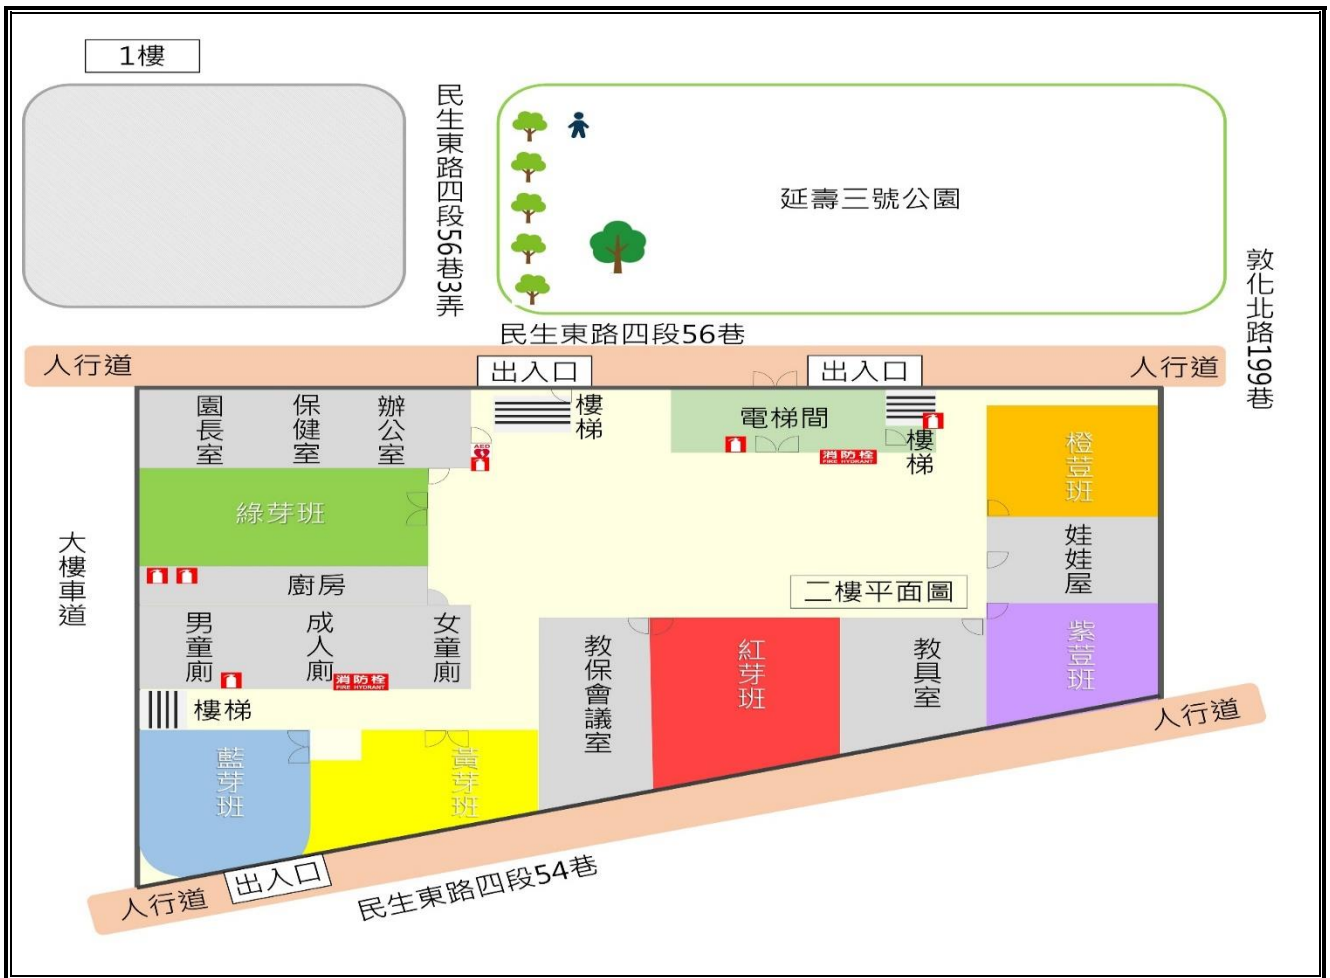 1樓
民生東路四段56巷3弄
延壽三號公園
敦化北路199巷
民生東路四段56巷
人行道
出入口
出入口
人行道
園長室
保健室
辦公室
樓梯
電梯間
樓梯
橙荳班
AED
消防栓
FIRE HYDRANT
綠芽班
娃娃屋
大樓車道
廚房
二樓平面圖
男童廁
成人廁
女童廁
消防栓
FIRE HYDRANT
教保會議室
紅芽班
教具室
紫荳班
樓梯
人行道
藍芽班
黃芽班
人行道
出入口
民生東路四段54巷